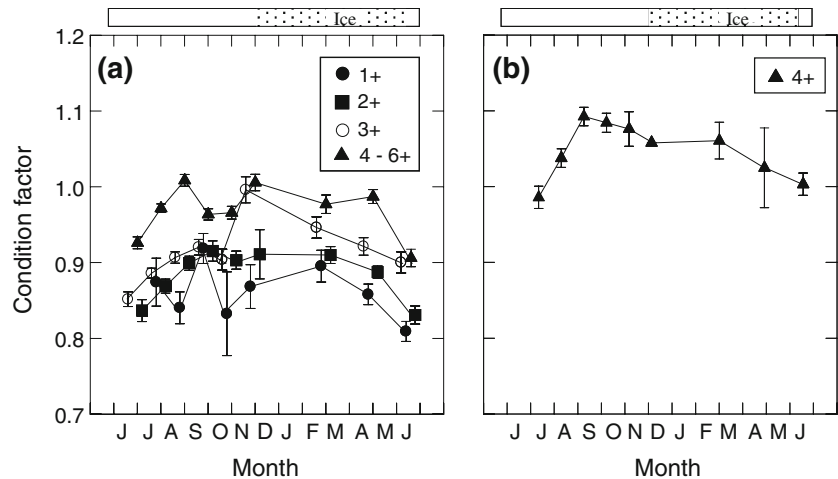 Ice
Ice
(a)
1+
2+
3+
4 - 6+
(b)
4+
1.2
1.1
1.0
0.9
0.8
0.7
Condition factor
J J A S O N D J F M A M J
J J A S O N D J F M A M J
Month
Month